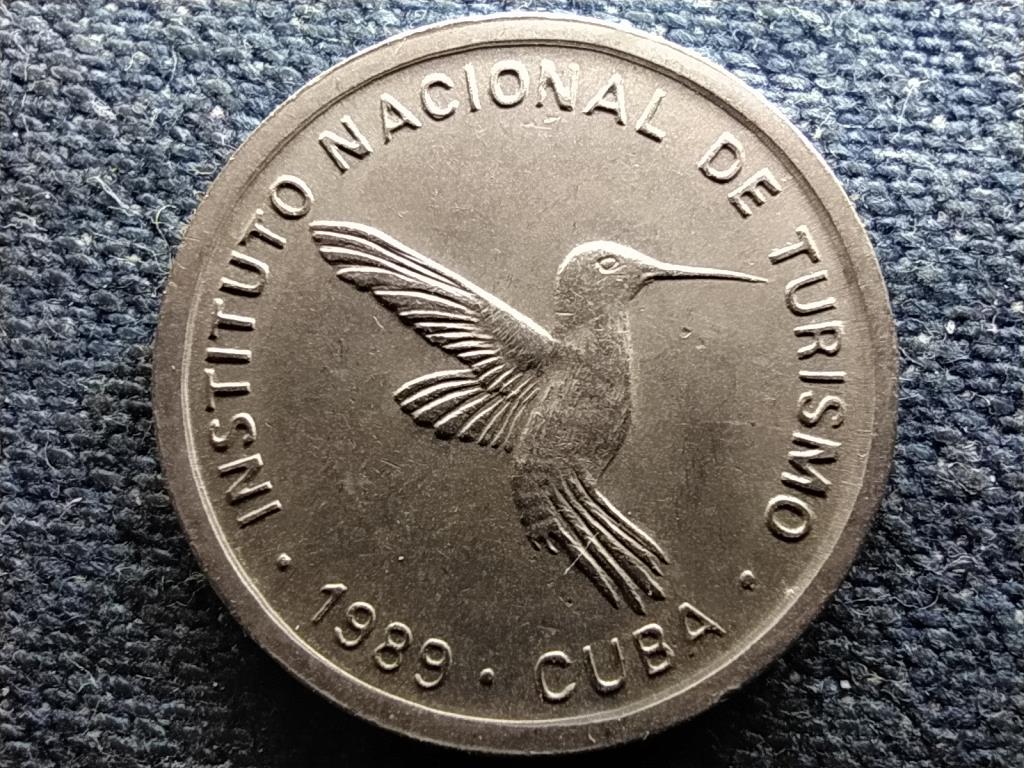 INSTITUTO NACIONAL DE TURISMO
· 1989 · CUBA ·